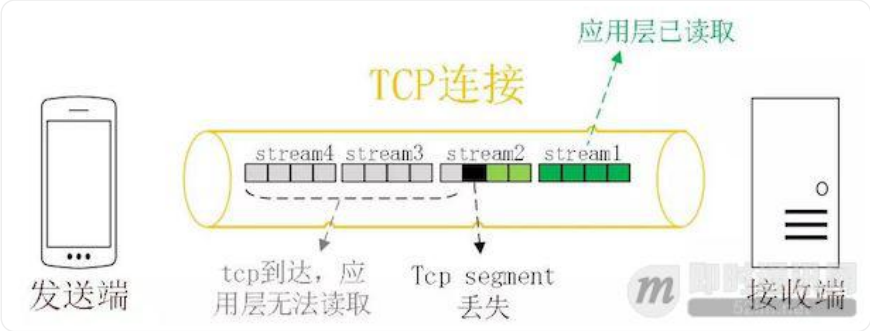 应用层已读取
TCP连接
stream4
stream3
stream2
stream1
tcp到达，应
用层无法读取
Tcp segment
丢失
发送端
接收端